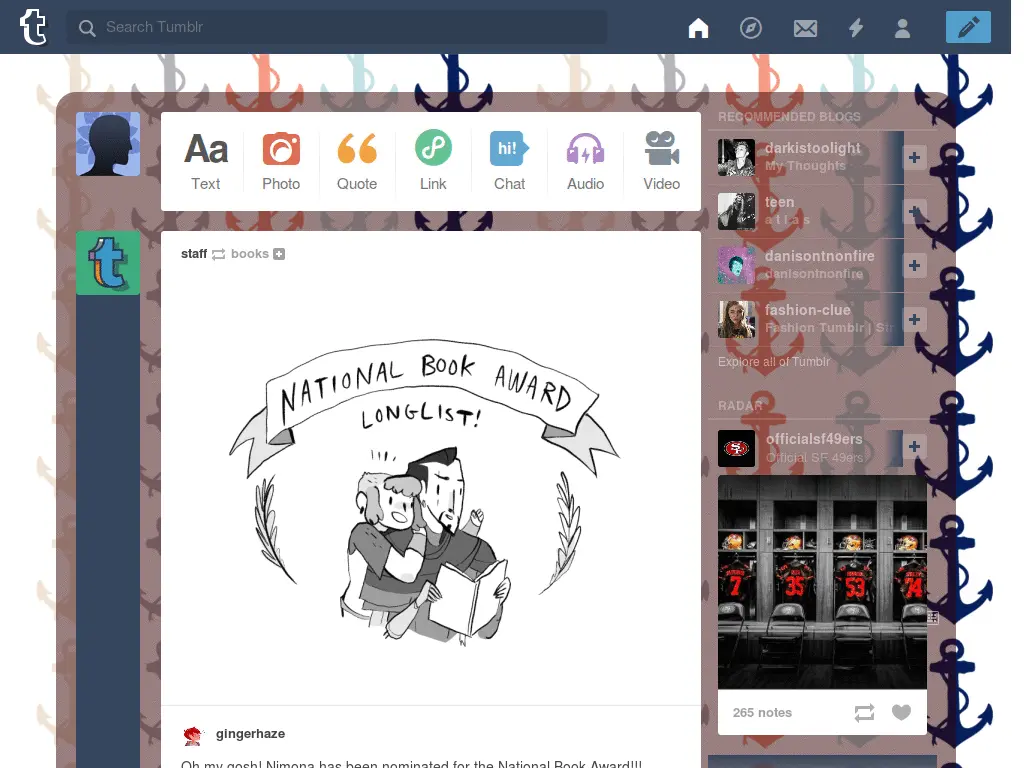 Search Tumblr
Aa
hi!
Text
Photo
Quote
Link
Chat
Audio
Video
t
staff books
NATIONAL BOOK AWARD
LONGLIST!
gingerhaze
Oh my gosh! Nimona has been nominated for the National Book Award!!!
RECOMMENDED BLOGS
darkistoolight
My Thoughts
teen
a t l a s
danisontnonfire
danisontnonfire
fashion-clue
Fashion Tumblr | Str
Explore all of Tumblr
RADAR
officialsf49ers
Official SF 49ers
7 35 53 74
265 notes